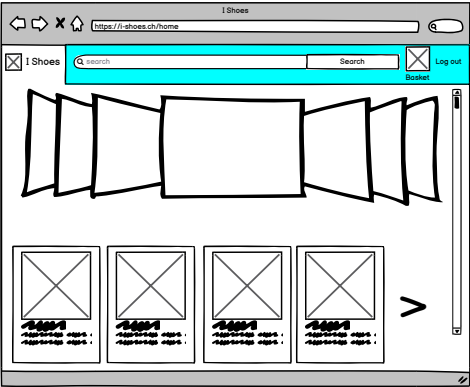 I Shoes
https://i-shoes.ch/home
I Shoes
search
Search
Log out
Basket
>